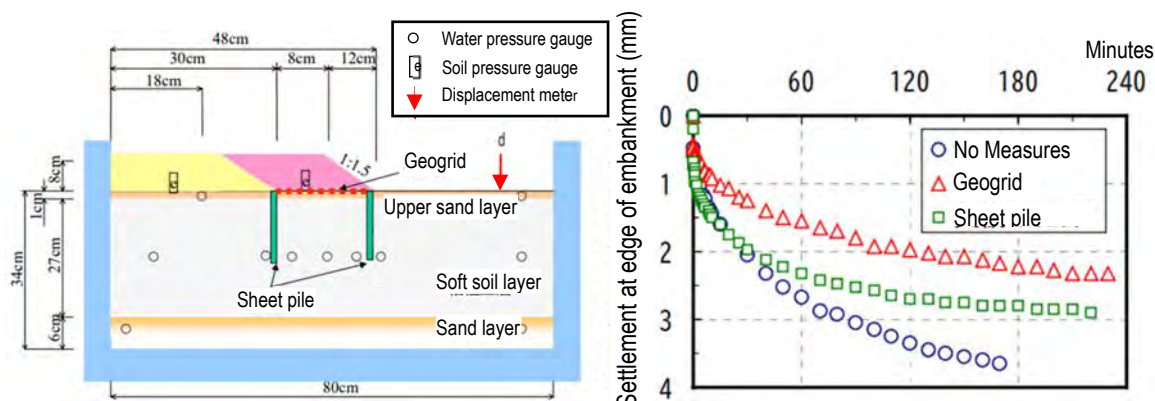 48cm
30cm
8cm
12cm
18cm
Water pressure gauge
Soil pressure gauge
Displacement meter
d
1:1.5
Geogrid
8cm
1cm
Upper sand layer
34cm
27cm
Sheet pile
Soft soil layer
Sand layer
6cm
80cm
Minutes
0
60
120
180
240
Settlement at edge of embankment (mm)
0
1
2
3
4
No Measures
Geogrid
Sheet pile